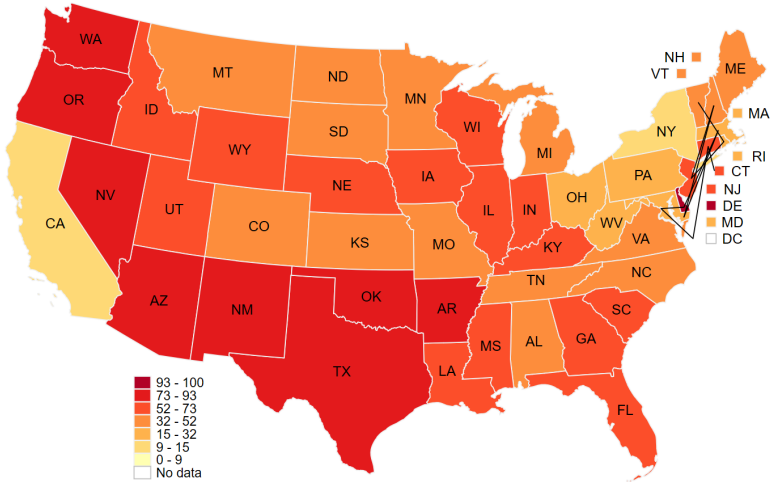 WA
NH
VT
ME
MT
ND
OR
MN
MA
ID
WI
NY
SD
MI
RI
WY
CT
PA
IA
NE
NJ
OH
DE
IL
IN
NV
UT
WV
MD
CA
CO
VA
DC
KS
MO
KY
NC
TN
OK
AZ
NM
AR
SC
MS
AL
GA
TX
LA
FL
93 - 100
73 - 93
52 - 73
32 - 52
15 - 32
9 - 15
0 - 9
No data